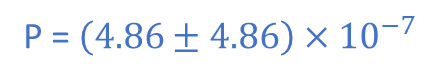 P = (4.86 ± 4.86) × 10⁻⁷